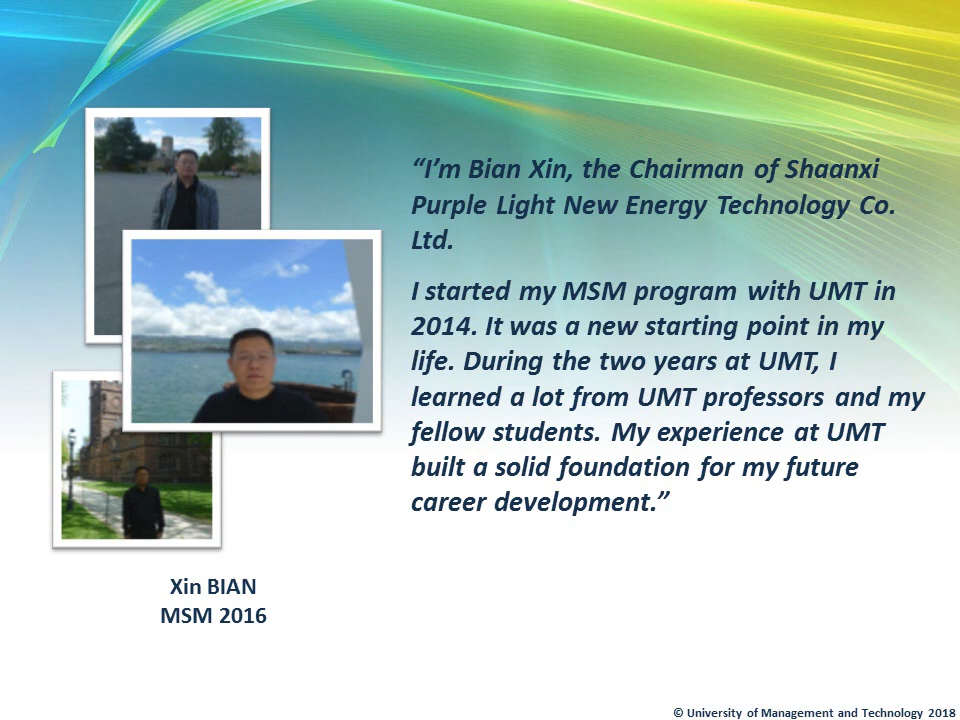 “I’m Bian Xin, the Chairman of Shaanxi
Purple Light New Energy Technology Co.
Ltd.
I started my MSM program with UMT in
2014. It was a new starting point in my
life. During the two years at UMT, I
learned a lot from UMT professors and my
fellow students. My experience at UMT
built a solid foundation for my future
career development.”
Xin BIAN
MSM 2016
© University of Management and Technology 2018